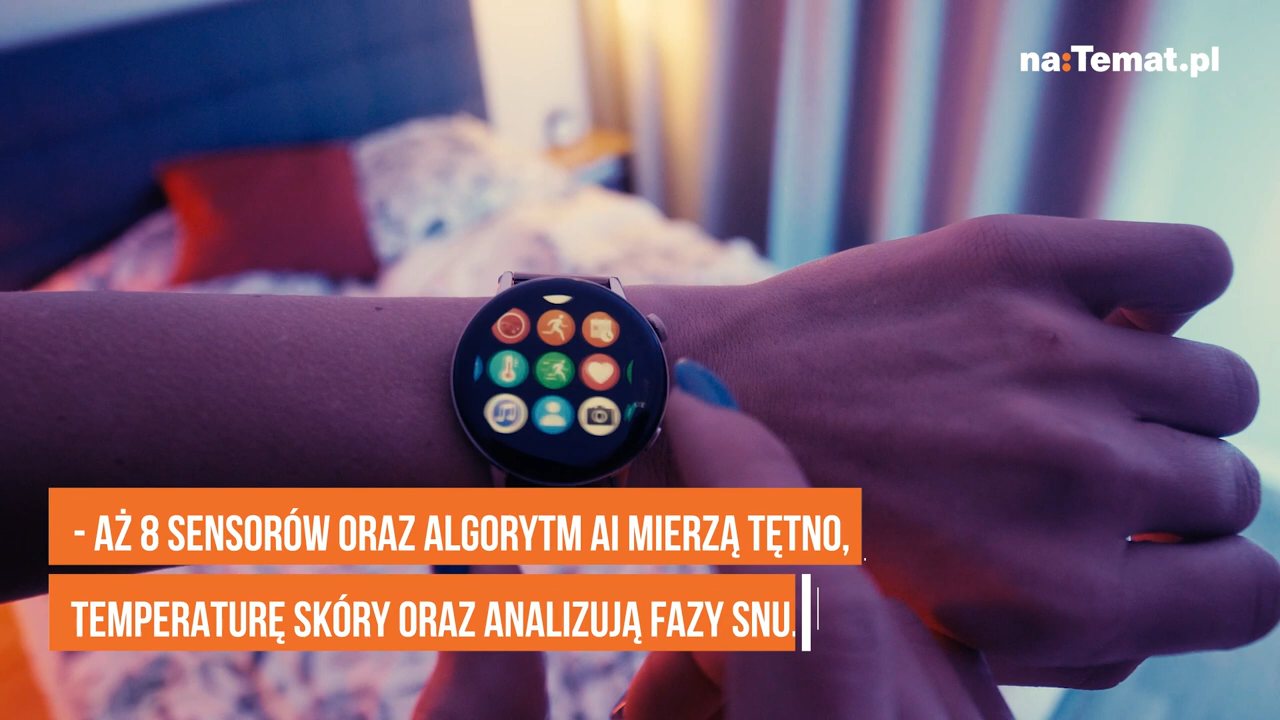 na:Temat.pl
- AŻ 8 SENSORÓW ORAZ ALGORYTM AI MIERZĄ TĘTNO,
TEMPERATURĘ SKÓRY ORAZ ANALIZUJĄ FAZY SNU.